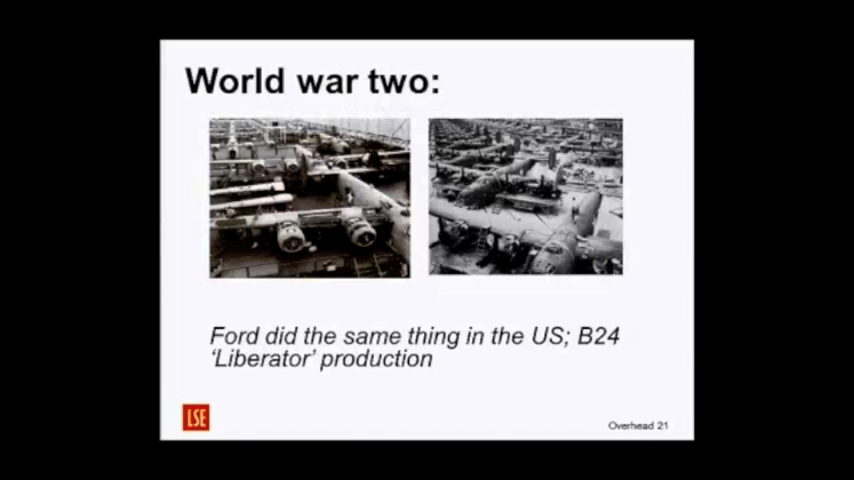 World war two:
Ford did the same thing in the US; B24
‘Liberator’ production
LSE
Overhead 21